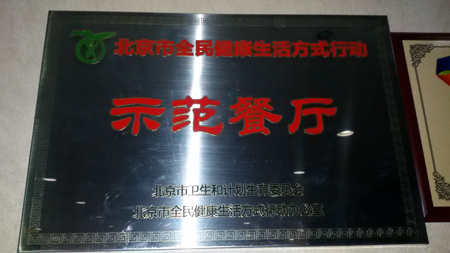 北京市全民健康生活方式行动
示范餐厅
北京市卫生和计划生育委员会
北京市全民健康生活方式行动办公室